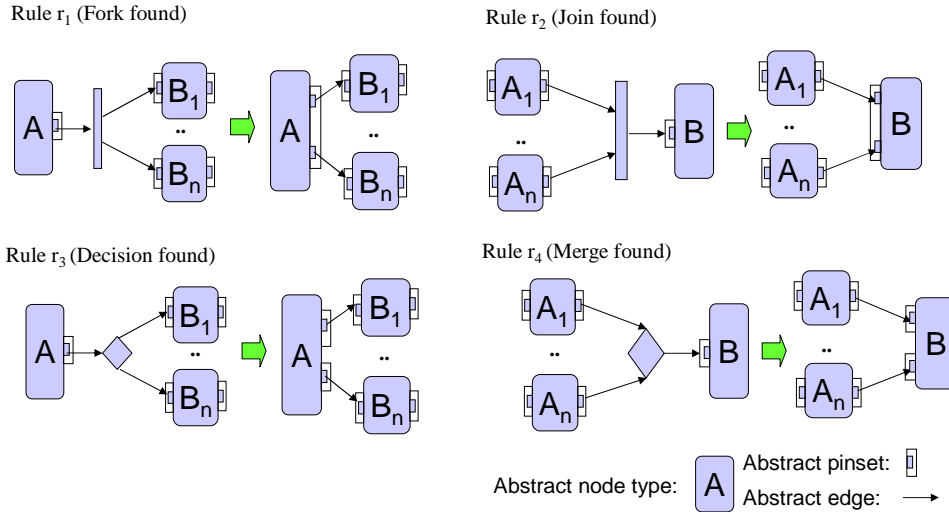 Rule r₁ (Fork found)
A
B₁
..
Bₙ
A
B₁
..
Bₙ
Rule r₂ (Join found)
A₁
..
Aₙ
B
A₁
..
Aₙ
B
Rule r₃ (Decision found)
A
B₁
..
Bₙ
A
B₁
..
Bₙ
Rule r₄ (Merge found)
A₁
..
Aₙ
B
A₁
..
Aₙ
B
Abstract node type: A
Abstract pinset:
Abstract edge: